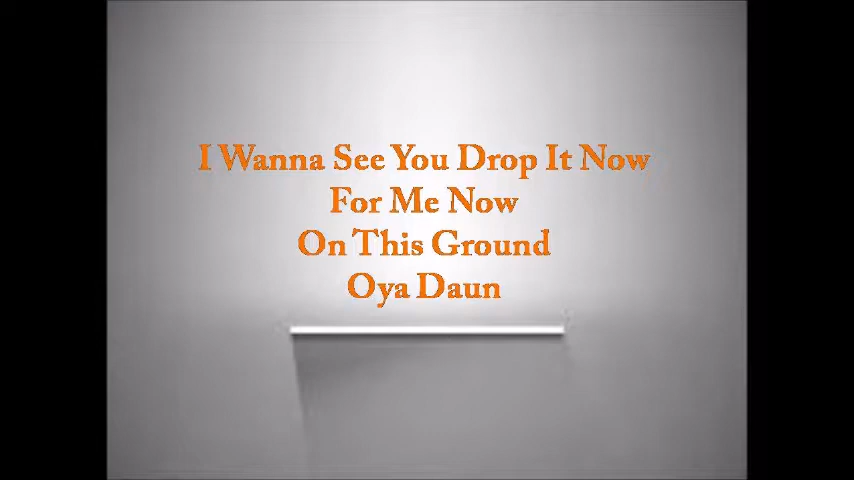 I Wanna See You Drop It Now
For Me Now
On This Ground
Oya Daun